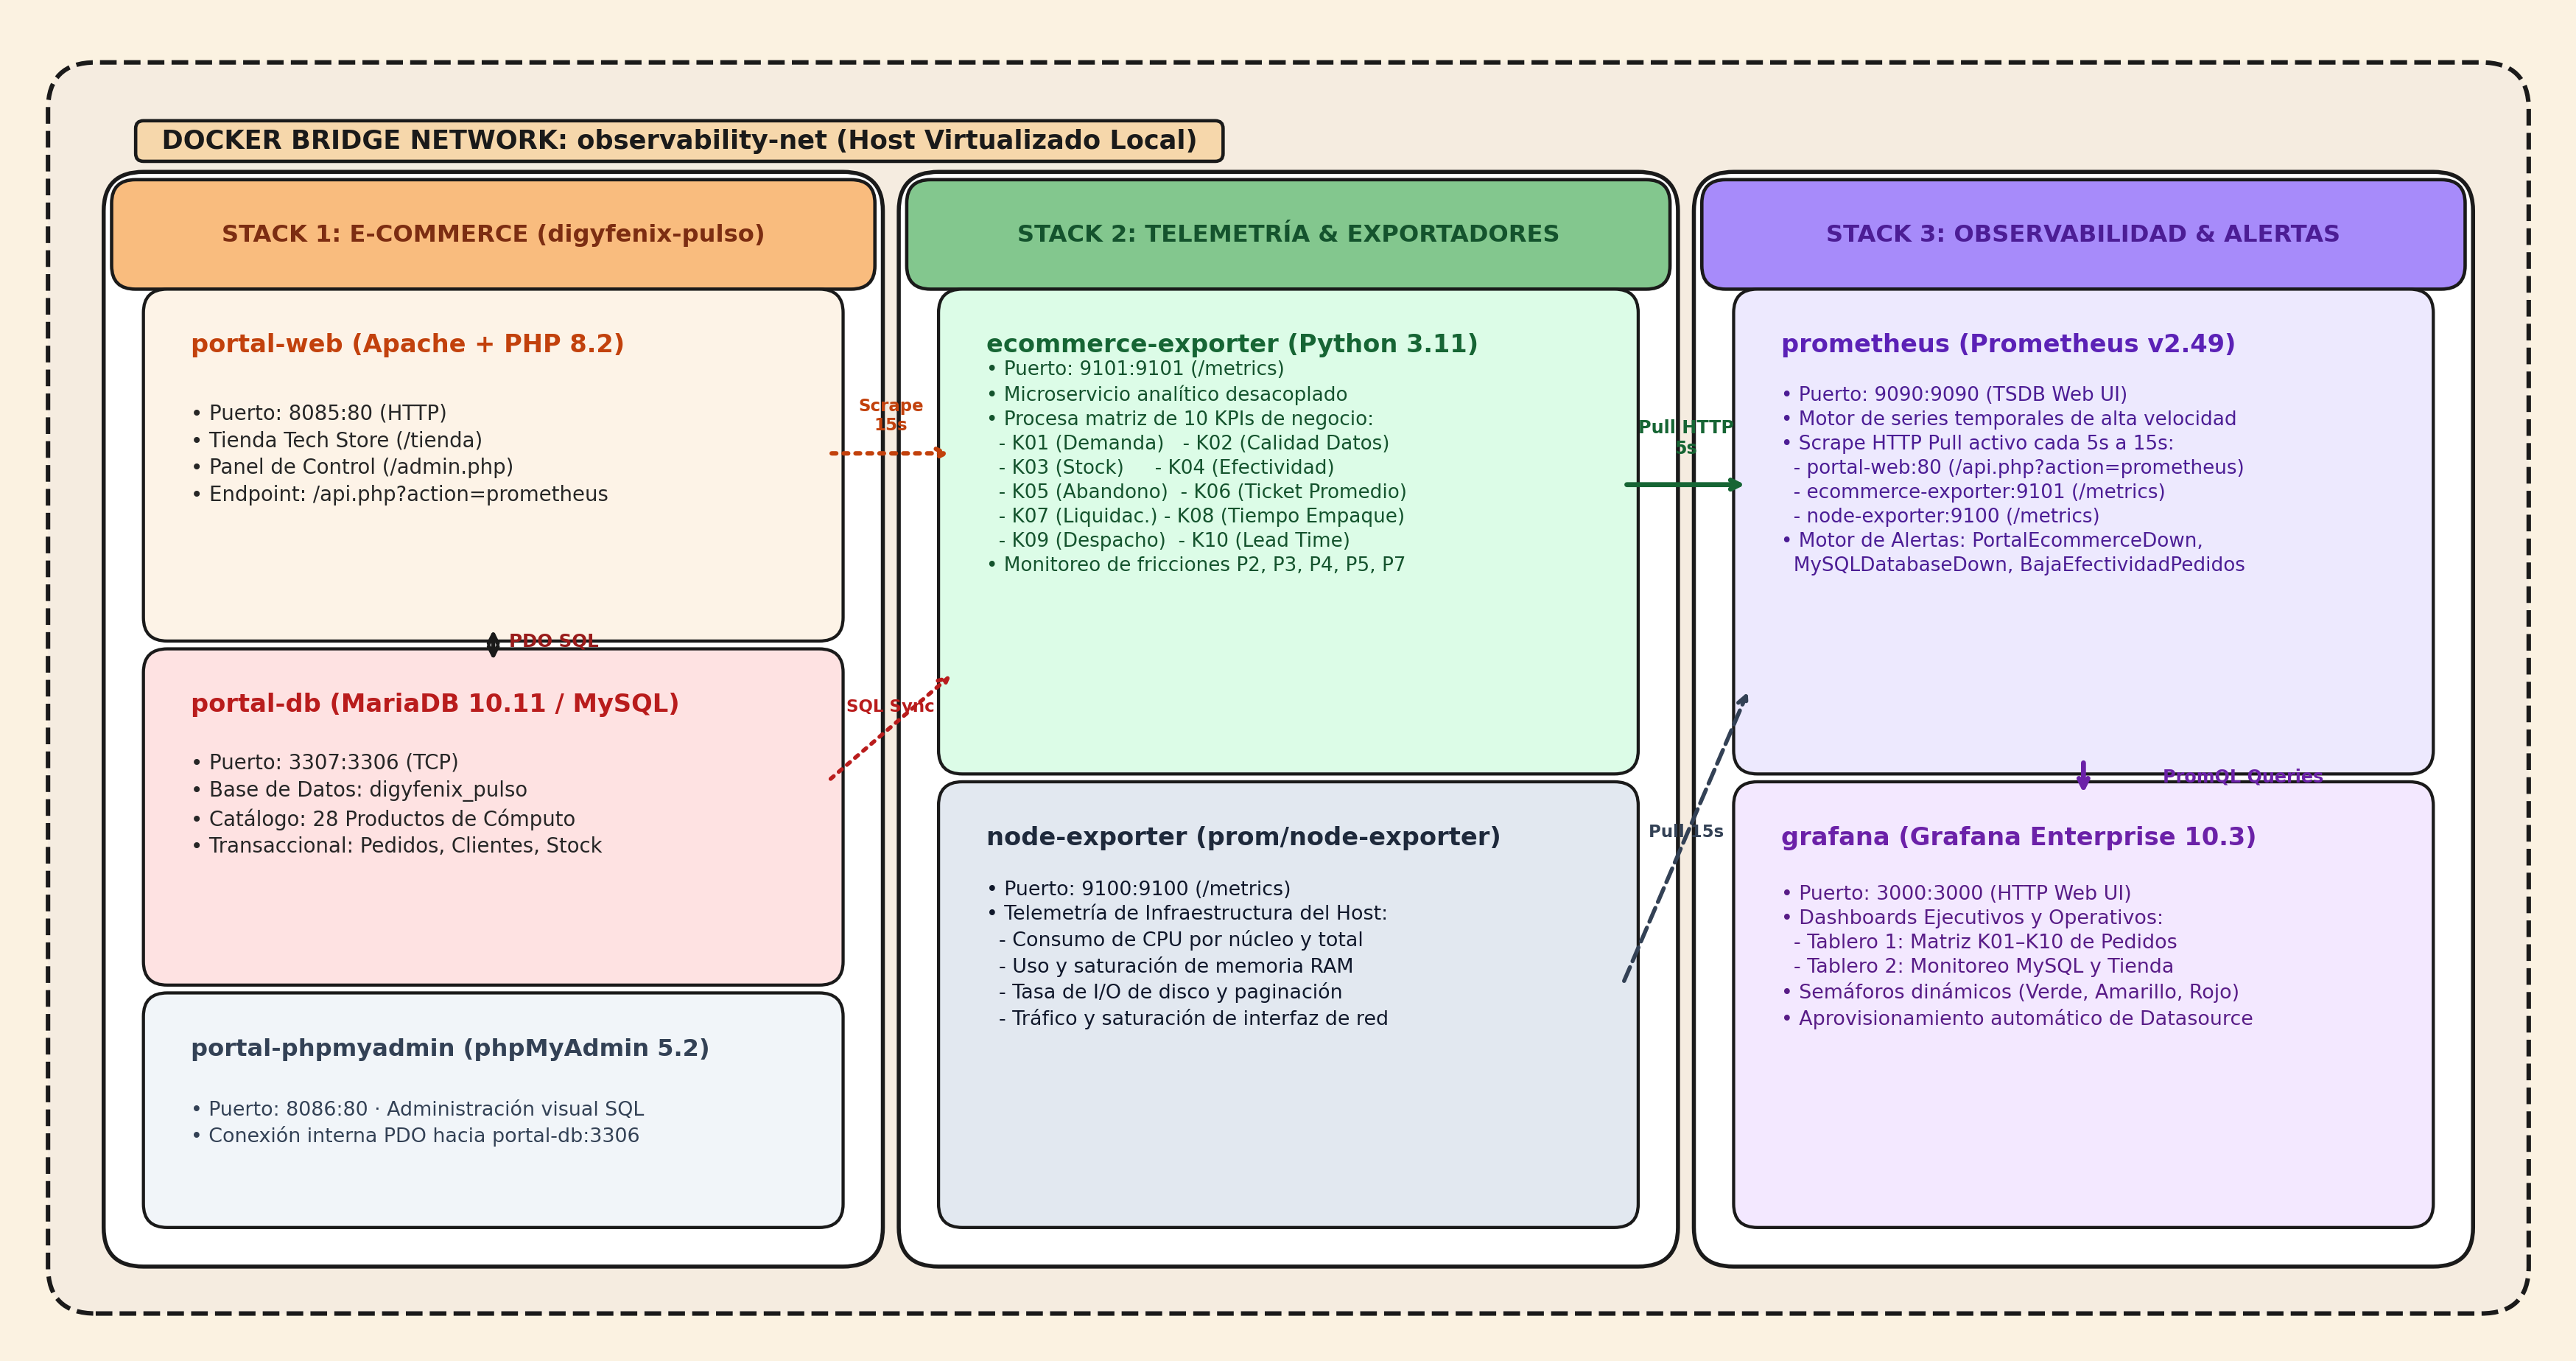 DOCKER BRIDGE NETWORK: observability-net (Host Virtualizado Local)
STACK 1: E-COMMERCE (digyfenix-pulso)
portal-web (Apache + PHP 8.2)
• Puerto: 8085:80 (HTTP)
• Tienda Tech Store (/tienda)
• Panel de Control (/admin.php)
• Endpoint: /api.php?action=prometheus
PDO SQL
portal-db (MariaDB 10.11 / MySQL)
• Puerto: 3307:3306 (TCP)
• Base de Datos: digyfenix_pulso
• Catálogo: 28 Productos de Cómputo
• Transaccional: Pedidos, Clientes, Stock
portal-phpmyadmin (phpMyAdmin 5.2)
• Puerto: 8086:80 · Administración visual SQL
• Conexión interna PDO hacia portal-db:3306
Scrape
15s
SQL Sync
STACK 2: TELEMETRÍA & EXPORTADORES
ecommerce-exporter (Python 3.11)
• Puerto: 9101:9101 (/metrics)
• Microservicio analítico desacoplado
• Procesa matriz de 10 KPIs de negocio:
- K01 (Demanda) - K02 (Calidad Datos)
- K03 (Stock) - K04 (Efectividad)
- K05 (Abandono) - K06 (Ticket Promedio)
- K07 (Liquidac.) - K08 (Tiempo Empaque)
- K09 (Despacho) - K10 (Lead Time)
• Monitoreo de fricciones P2, P3, P4, P5, P7
node-exporter (prom/node-exporter)
• Puerto: 9100:9100 (/metrics)
• Telemetría de Infraestructura del Host:
- Consumo de CPU por núcleo y total
- Uso y saturación de memoria RAM
- Tasa de I/O de disco y paginación
- Tráfico y saturación de interfaz de red
Pull HTTP
5s
Pull 15s
STACK 3: OBSERVABILIDAD & ALERTAS
prometheus (Prometheus v2.49)
• Puerto: 9090:9090 (TSDB Web UI)
• Motor de series temporales de alta velocidad
• Scrape HTTP Pull activo cada 5s a 15s:
- portal-web:80 (/api.php?action=prometheus)
- ecommerce-exporter:9101 (/metrics)
- node-exporter:9100 (/metrics)
• Motor de Alertas: PortalEcommerceDown,
MySQLDatabaseDown, BajaEfectividadPedidos
PromQL Queries
grafana (Grafana Enterprise 10.3)
• Puerto: 3000:3000 (HTTP Web UI)
• Dashboards Ejecutivos y Operativos:
- Tablero 1: Matriz K01–K10 de Pedidos
- Tablero 2: Monitoreo MySQL y Tienda
• Semáforos dinámicos (Verde, Amarillo, Rojo)
• Aprovisionamiento automático de Datasource